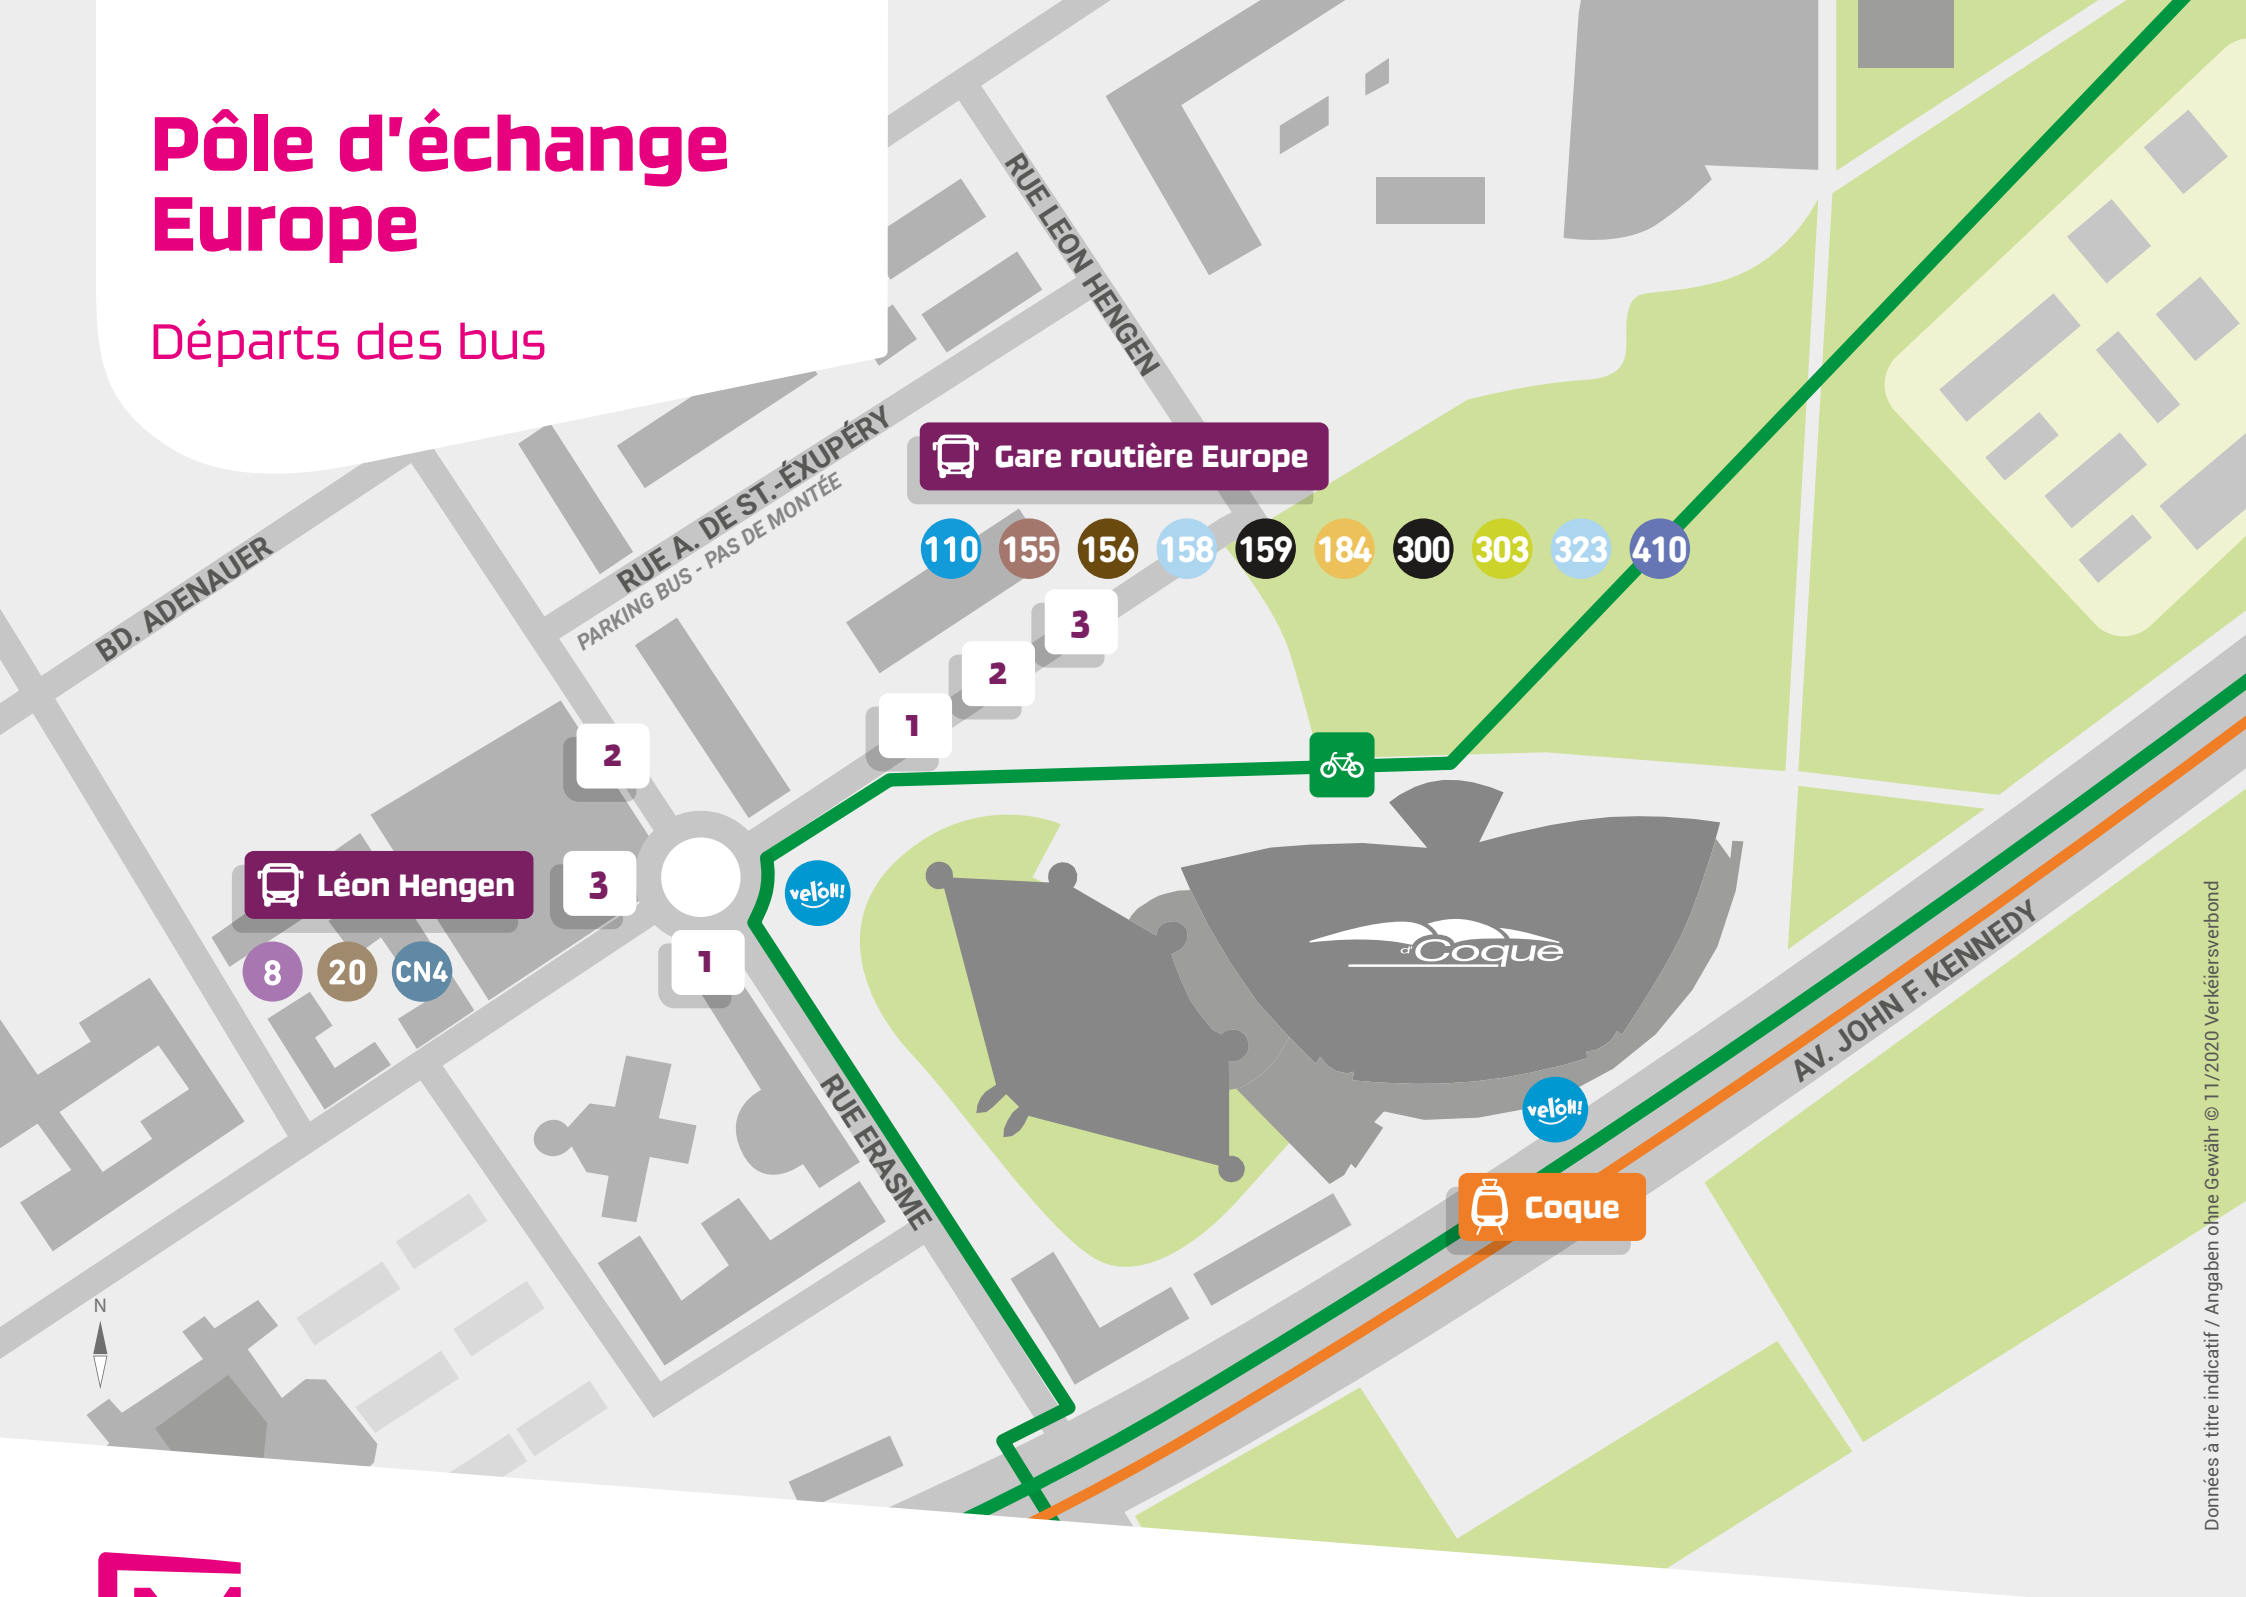 Pôle d'échange
Europe
Départs des bus
RUE LEON HENGEN
RUE A. DE ST.-ÉXUPÉRY
PARKING BUS - PAS DE MONTÉE
BD. ADENAUER
Gare routière Europe
110 155 156 158 159 184 300 303 323 410
3
2
1
2
Léon Hengen
3
8 20 CN4
1
vel'oH!
d'Coque
RUE ERASME
AV. JOHN F. KENNEDY
vel'oH!
Coque
N
Données à titre indicatif / Angaben ohne Gewähr © 11/2020 Verkéiersverbond